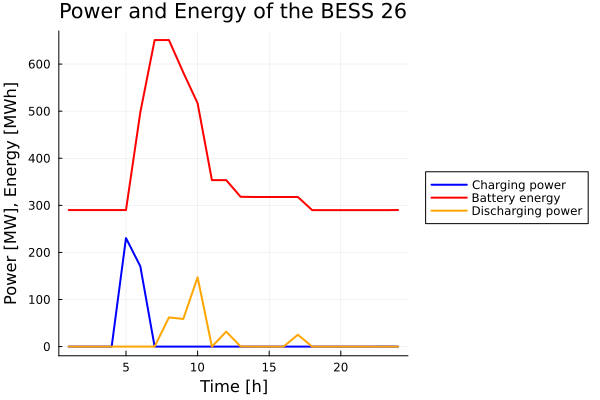 Power and Energy of the BESS 26
Power [MW], Energy [MWh]
600
500
400
300
200
100
0
5
10
15
20
Time [h]
Charging power
Battery energy
Discharging power